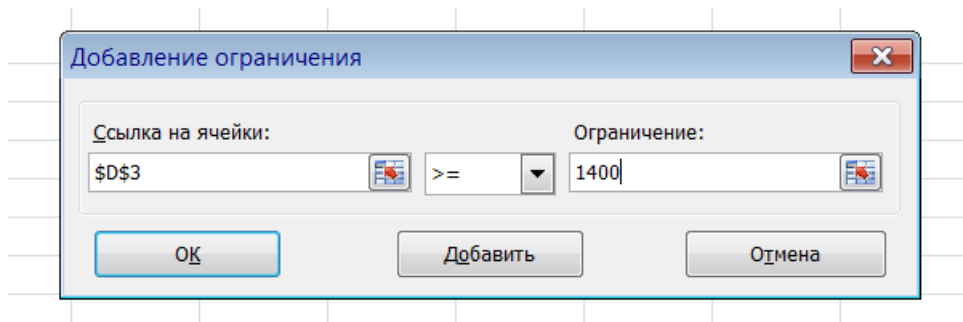 Добавление ограничения
Ссылка на ячейки: Ограничение:
$D$3 >= 1400
ОК Добавить Отмена